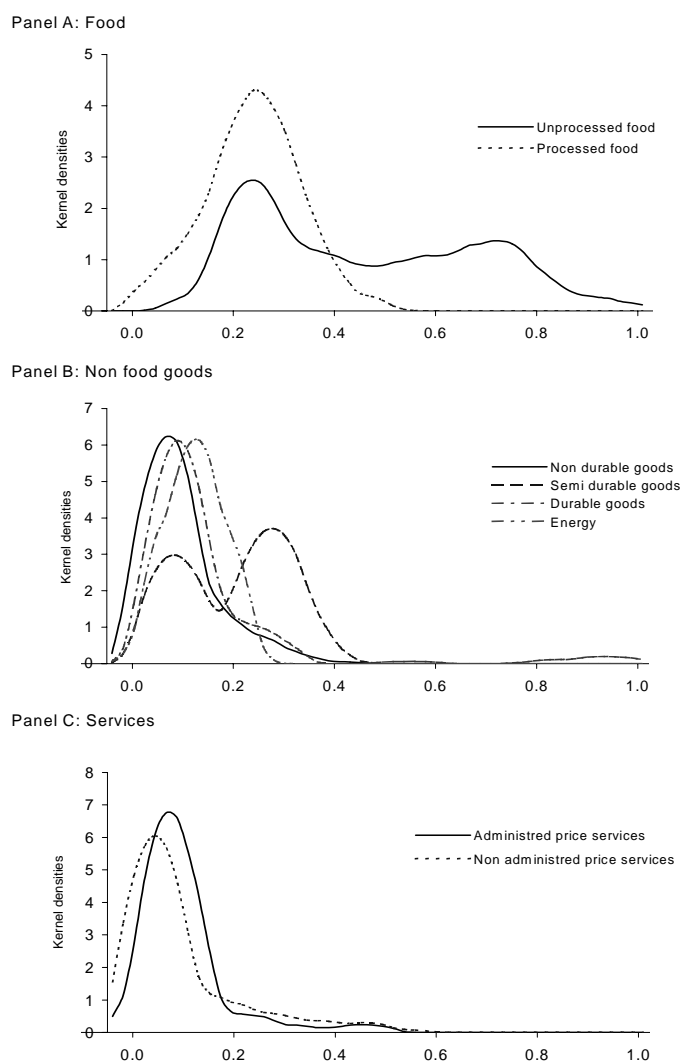 Panel A: Food
5
4
3
2
1
0
Kernel densities
Unprocessed food
Processed food
0.0 0.2 0.4 0.6 0.8 1.0
Panel B: Non food goods
7
6
5
4
3
2
1
0
Kernel densities
Non durable goods
Semi durable goods
Durable goods
Energy
0.0 0.2 0.4 0.6 0.8 1.0
Panel C: Services
8
7
6
5
4
3
2
1
0
Kernel densities
Administred price services
Non administred price services
0.0 0.2 0.4 0.6 0.8 1.0